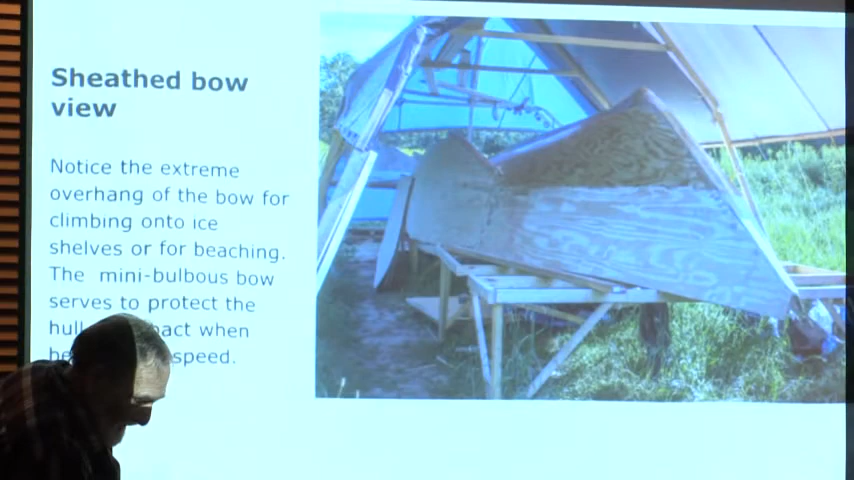 Sheathed bow
view
Notice the extreme
overhang of the bow for
climbing onto ice
shelves or for beaching.
The mini-bulbous bow
serves to protect the
when
speed.